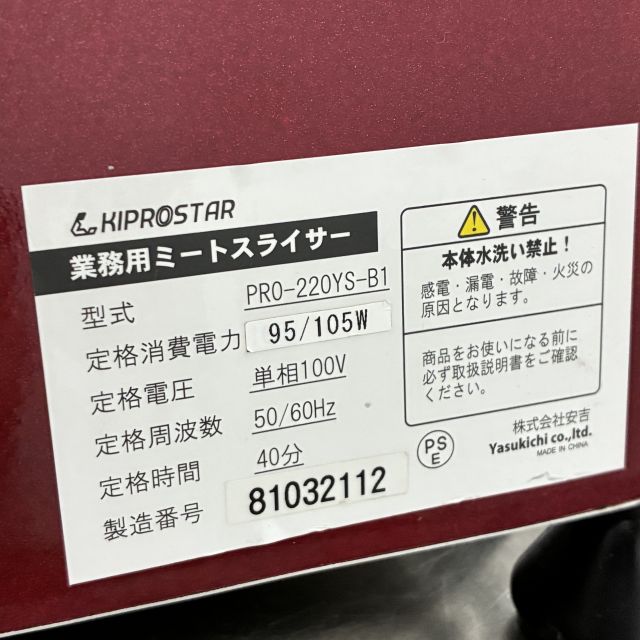 KIPROSTAR
業務用ミートスライサー
型式 PRO-220YS-B1
定格消費電力 95/105W
定格電圧 単相100V
定格周波数 50/60Hz
定格時間 40分
製造番号 81032112
警告
本体水洗い禁止！
感電・漏電・故障・火災の
原因となります。
商品をお使いになる前に
必ず取扱説明書をご確認
ください。
PS
E
株式会社安吉
Yasukichi co.,ltd.
MADE IN CHINA